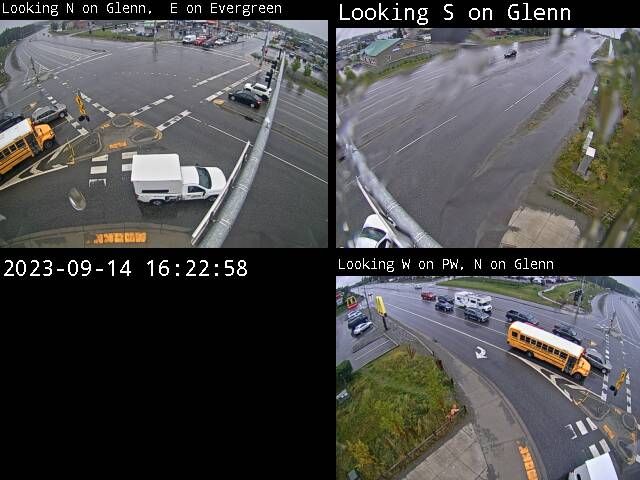 Looking N on Glenn, E on Evergreen
Looking S on Glenn
2023-09-14 16:22:58
Looking W on PW, N on Glenn